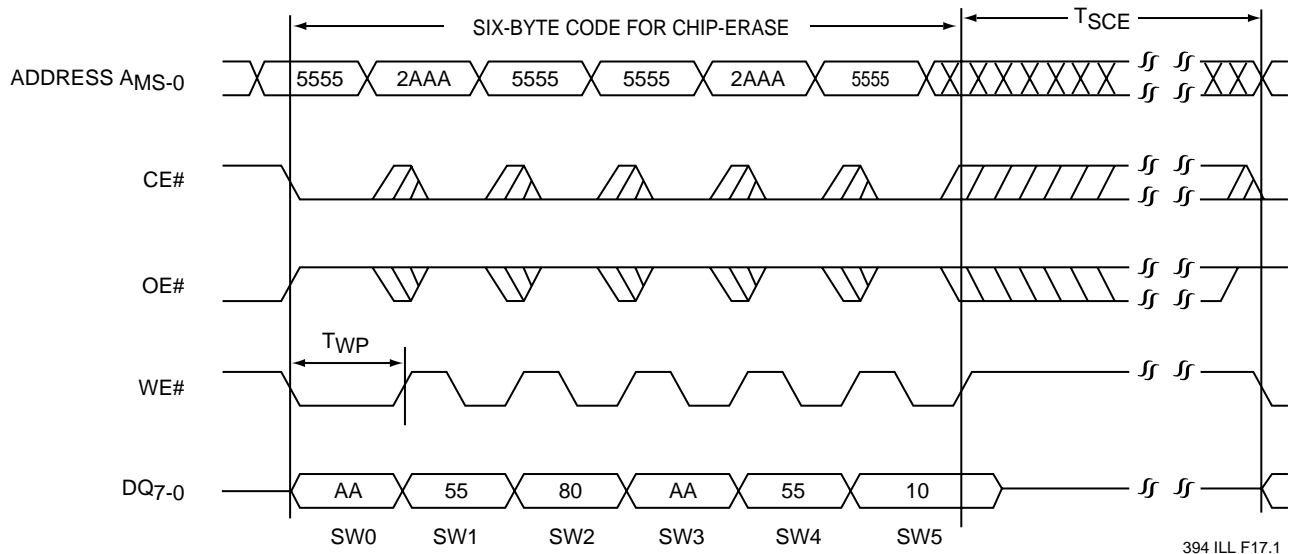 SIX-BYTE CODE FOR CHIP-ERASE
TSCE
ADDRESS AMS-0
5555 2AAA 5555 5555 2AAA 5555
CE#
OE#
TWP
WE#
DQ7-0
AA 55 80 AA 55 10
SW0 SW1 SW2 SW3 SW4 SW5
394 ILL F17.1